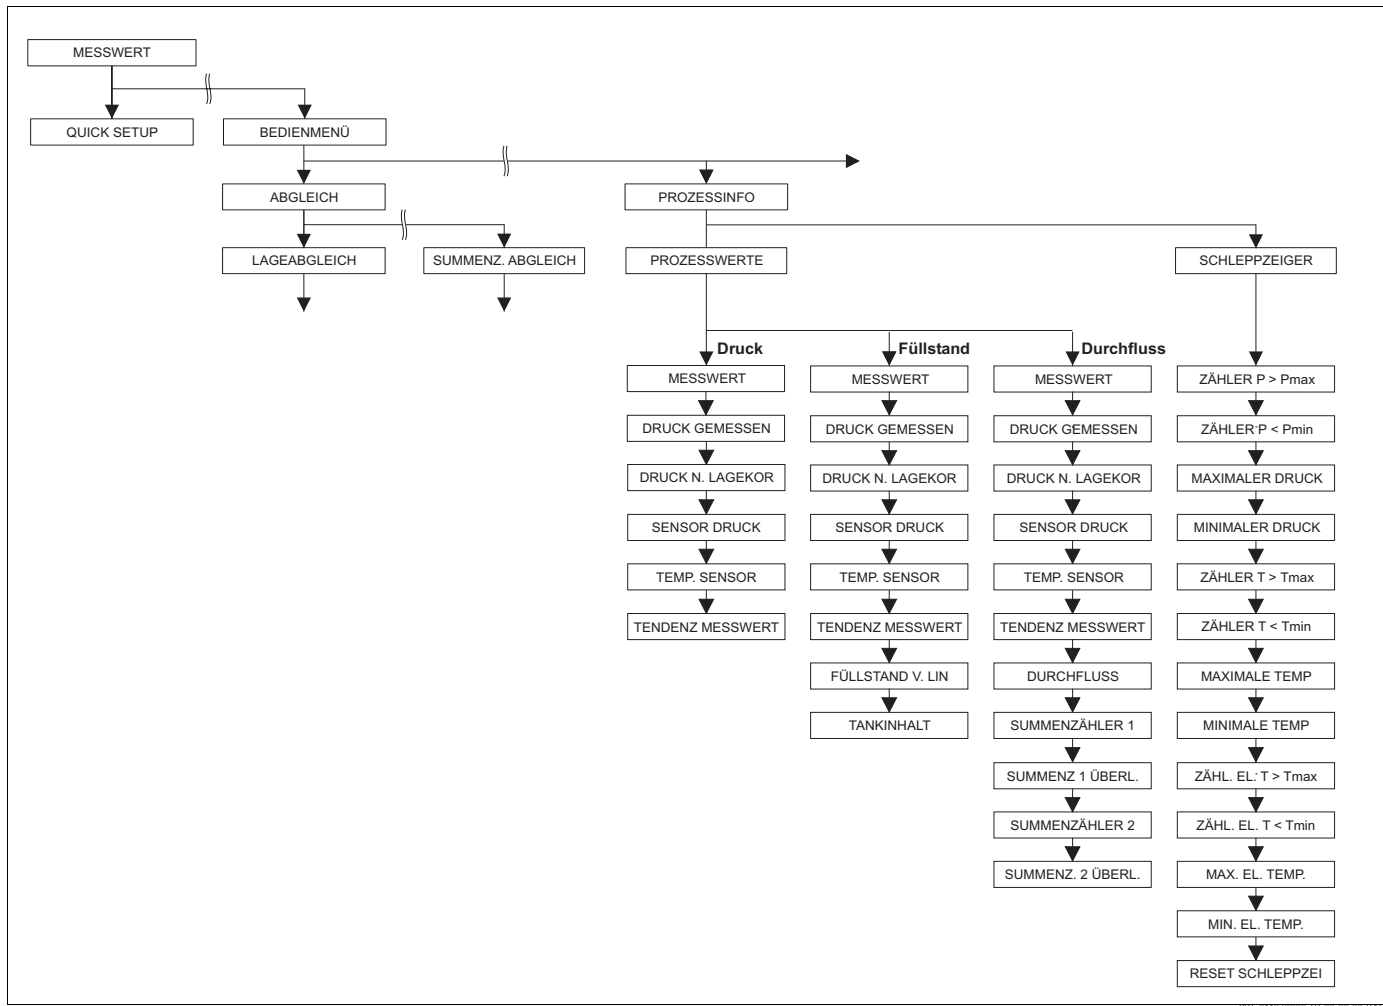 MESSWERT
QUICK SETUP
BEDIENMENÜ
ABGLEICH
PROZESSINFO
LAGEABGLEICH
SUMMENZ. ABGLEICH
PROZESSWERTE
SCHLEPPZEIGER
Druck
MESSWERT
DRUCK GEMESSEN
DRUCK N. LAGEKOR
SENSOR DRUCK
TEMP. SENSOR
TENDENZ MESSWERT
Füllstand
MESSWERT
DRUCK GEMESSEN
DRUCK N. LAGEKOR
SENSOR DRUCK
TEMP. SENSOR
TENDENZ MESSWERT
FÜLLSTAND V. LIN
TANKINHALT
Durchfluss
MESSWERT
DRUCK GEMESSEN
DRUCK N. LAGEKOR
SENSOR DRUCK
TEMP. SENSOR
TENDENZ MESSWERT
DURCHFLUSS
SUMMENZÄHLER 1
SUMMENZ 1 ÜBERL.
SUMMENZÄHLER 2
SUMMENZ. 2 ÜBERL.
ZÄHLER P > Pmax
ZÄHLER P < Pmin
MAXIMALER DRUCK
MINIMALER DRUCK
ZÄHLER T > Tmax
ZÄHLER T < Tmin
MAXIMALE TEMP
MINIMALE TEMP
ZÄHL. EL. T > Tmax
ZÄHL. EL. T < Tmin
MAX. EL. TEMP.
MIN. EL. TEMP.
RESET SCHLEPPZEI